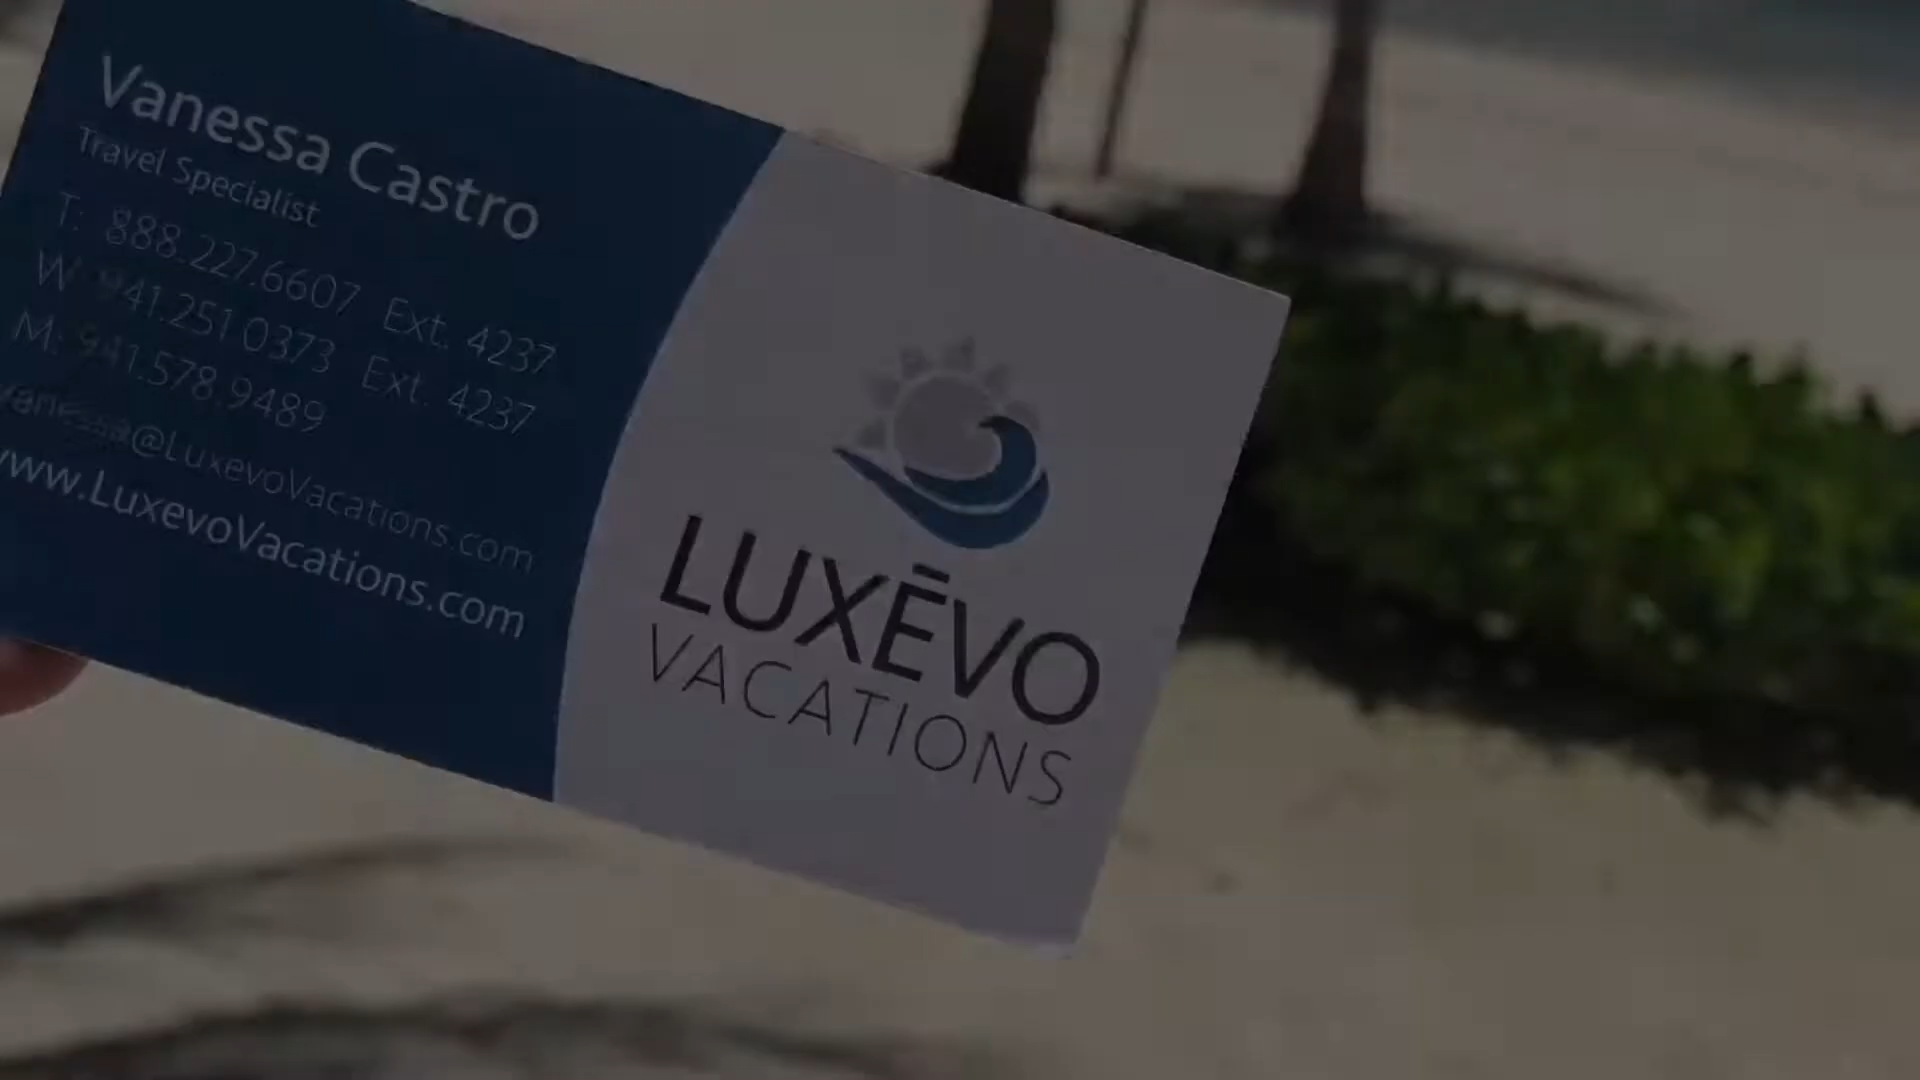 Vanessa Castro
Travel Specialist
T: 888.227.6607 Ext. 4237
W: 941.251.0373 Ext. 4237
M: 941.578.9489
vanessa@LuxevoVacations.com
www.LuxevoVacations.com
LUXĒVO
VACATIONS